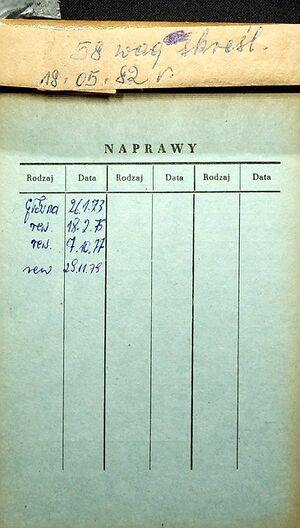 58 wag skreśl.
18.05.82 r
NAPRAWY
Rodzaj Data Rodzaj Data Rodzaj Data
Główna 26.1.73
rew. 18.2.75
rew. 7.10.77
rew 29.11.79